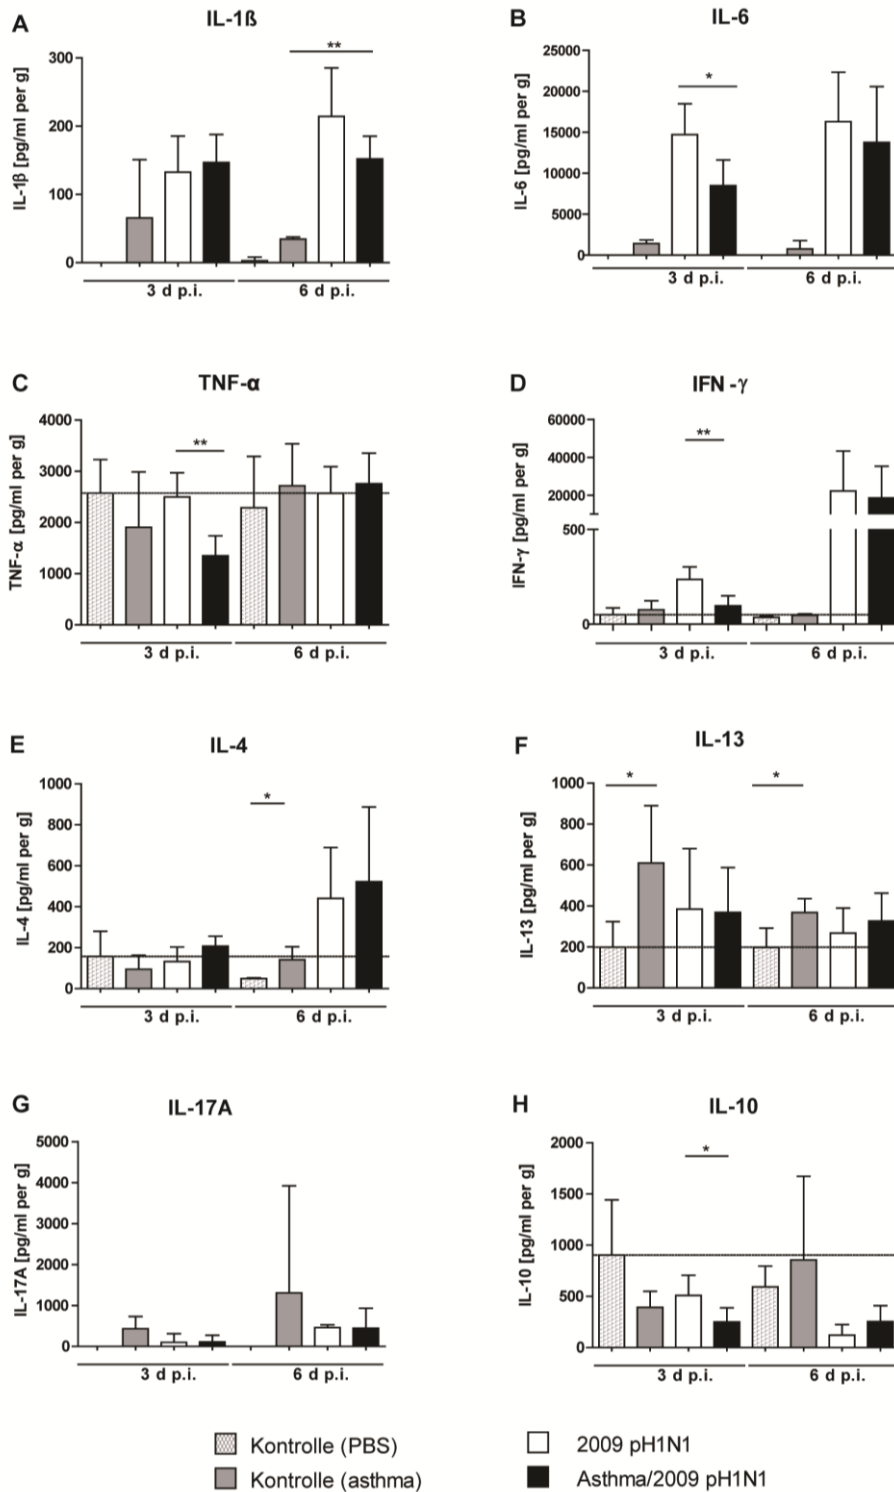 A
IL-1ß
IL-1β [pg/ml per g]
300
200
100
0
**
3 d p.i.
6 d p.i.
B
IL-6
IL-6 [pg/ml per g]
25000
20000
15000
10000
5000
0
*
3 d p.i.
6 d p.i.
C
TNF-α
TNF-α [pg/ml per g]
4000
3000
2000
1000
0
**
3 d p.i.
6 d p.i.
D
IFN -γ
IFN-γ [pg/ml per g]
60000
40000
20000
500
0
**
3 d p.i.
6 d p.i.
E
IL-4
IL-4 [pg/ml per g]
1000
800
600
400
200
0
*
3 d p.i.
6 d p.i.
F
IL-13
IL-13 [pg/ml per g]
1000
800
600
400
200
0
*
*
3 d p.i.
6 d p.i.
G
IL-17A
IL-17A [pg/ml per g]
5000
4000
3000
2000
1000
0
3 d p.i.
6 d p.i.
H
IL-10
IL-10 [pg/ml per g]
2000
1500
1000
500
0
*
3 d p.i.
6 d p.i.
Kontrolle (PBS)
2009 pH1N1
Kontrolle (asthma)
Asthma/2009 pH1N1